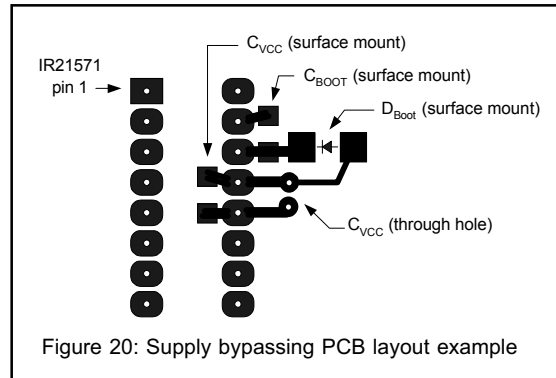 C_VCC (surface mount)
IR21571
pin 1
C_BOOT (surface mount)
D_Boot (surface mount)
C_VCC (through hole)
Figure 20: Supply bypassing PCB layout example